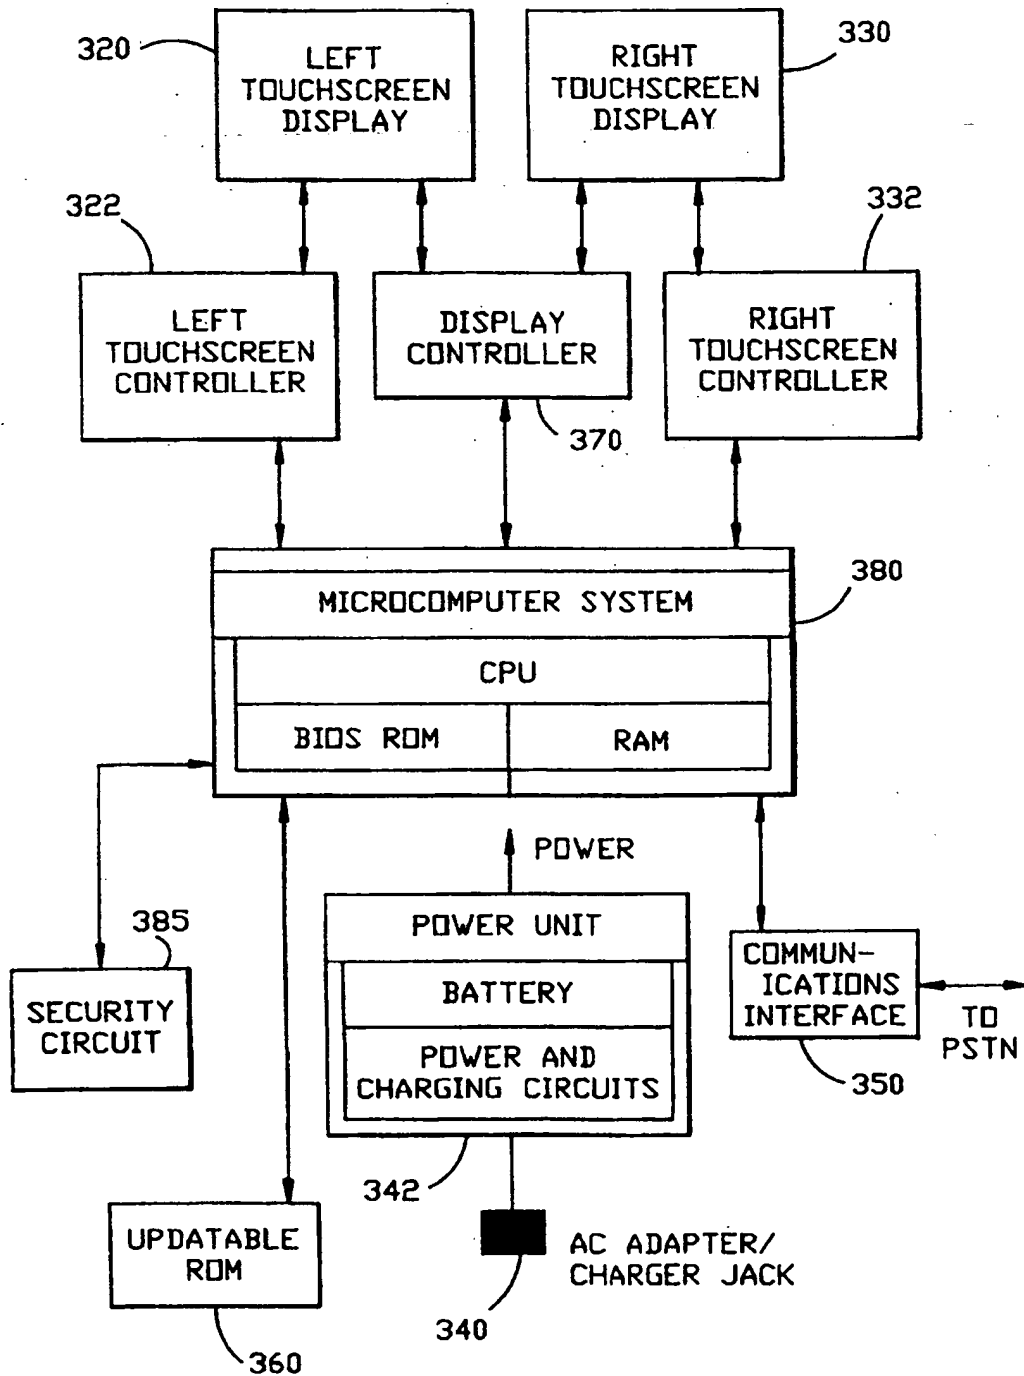 320
LEFT
TOUCHSCREEN
DISPLAY
RIGHT
TOUCHSCREEN
DISPLAY
330
322
LEFT
TOUCHSCREEN
CONTROLLER
DISPLAY
CONTROLLER
370
332
RIGHT
TOUCHSCREEN
CONTROLLER
380
MICROCOMPUTER SYSTEM
CPU
BIOS ROM
RAM
POWER
385
SECURITY
CIRCUIT
POWER UNIT
BATTERY
POWER AND
CHARGING CIRCUITS
342
COMMUN-
ICATIONS
INTERFACE
350
TO
PSTN
UPDATABLE
ROM
360
340
AC ADAPTER/
CHARGER JACK